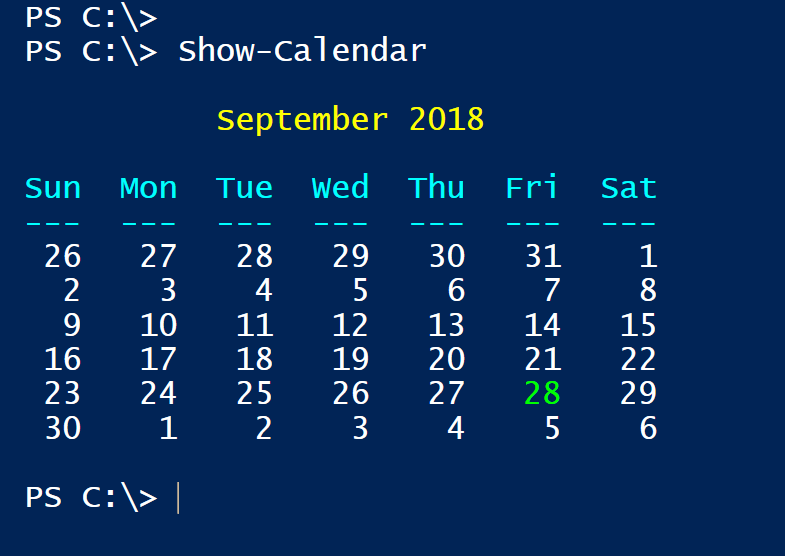 PS C:\>
PS C:\> Show-Calendar
September 2018
Sun Mon Tue Wed Thu Fri Sat
--- --- --- --- --- --- ---
26 27 28 29 30 31 1
2 3 4 5 6 7 8
9 10 11 12 13 14 15
16 17 18 19 20 21 22
23 24 25 26 27 28 29
30 1 2 3 4 5 6
PS C:\>